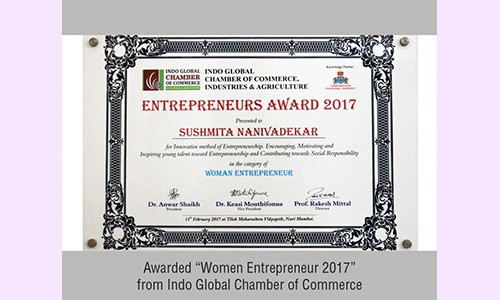 INDO GLOBAL
CHAMBER
OF COMMERCE
INDO GLOBAL
CHAMBER OF COMMERCE,
INDUSTRIES & AGRICULTURE
Knowledge Partner
ENTREPRENEURS AWARD 2017
Presented to
SUSHMITA NANIVADEKAR
for Innovative method of Entrepreneurship. Encouraging, Motivating and
Inspiring young talent toward Entrepreneurship and Contributing towards Social Responsibility
in the category of
WOMAN ENTREPRENEUR
Dr. Anwar Shaikh
President
Dr. Keasi Mouthifonua
Vice President
Prof. Rakesh Mittal
Director
11th February 2017 at Tilak Maharashtra Vidyapeth, Navi Mumbai.
Awarded “Women Entrepreneur 2017”
from Indo Global Chamber of Commerce